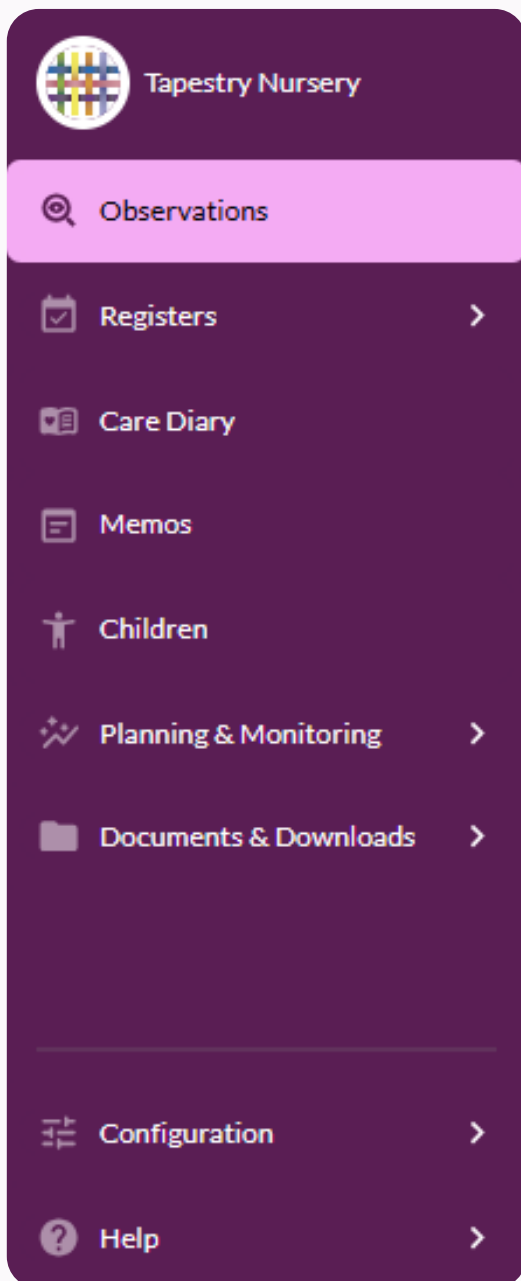 Tapestry Nursery
Observations
Registers
Care Diary
Memos
Children
Planning & Monitoring
Documents & Downloads
Configuration
Help